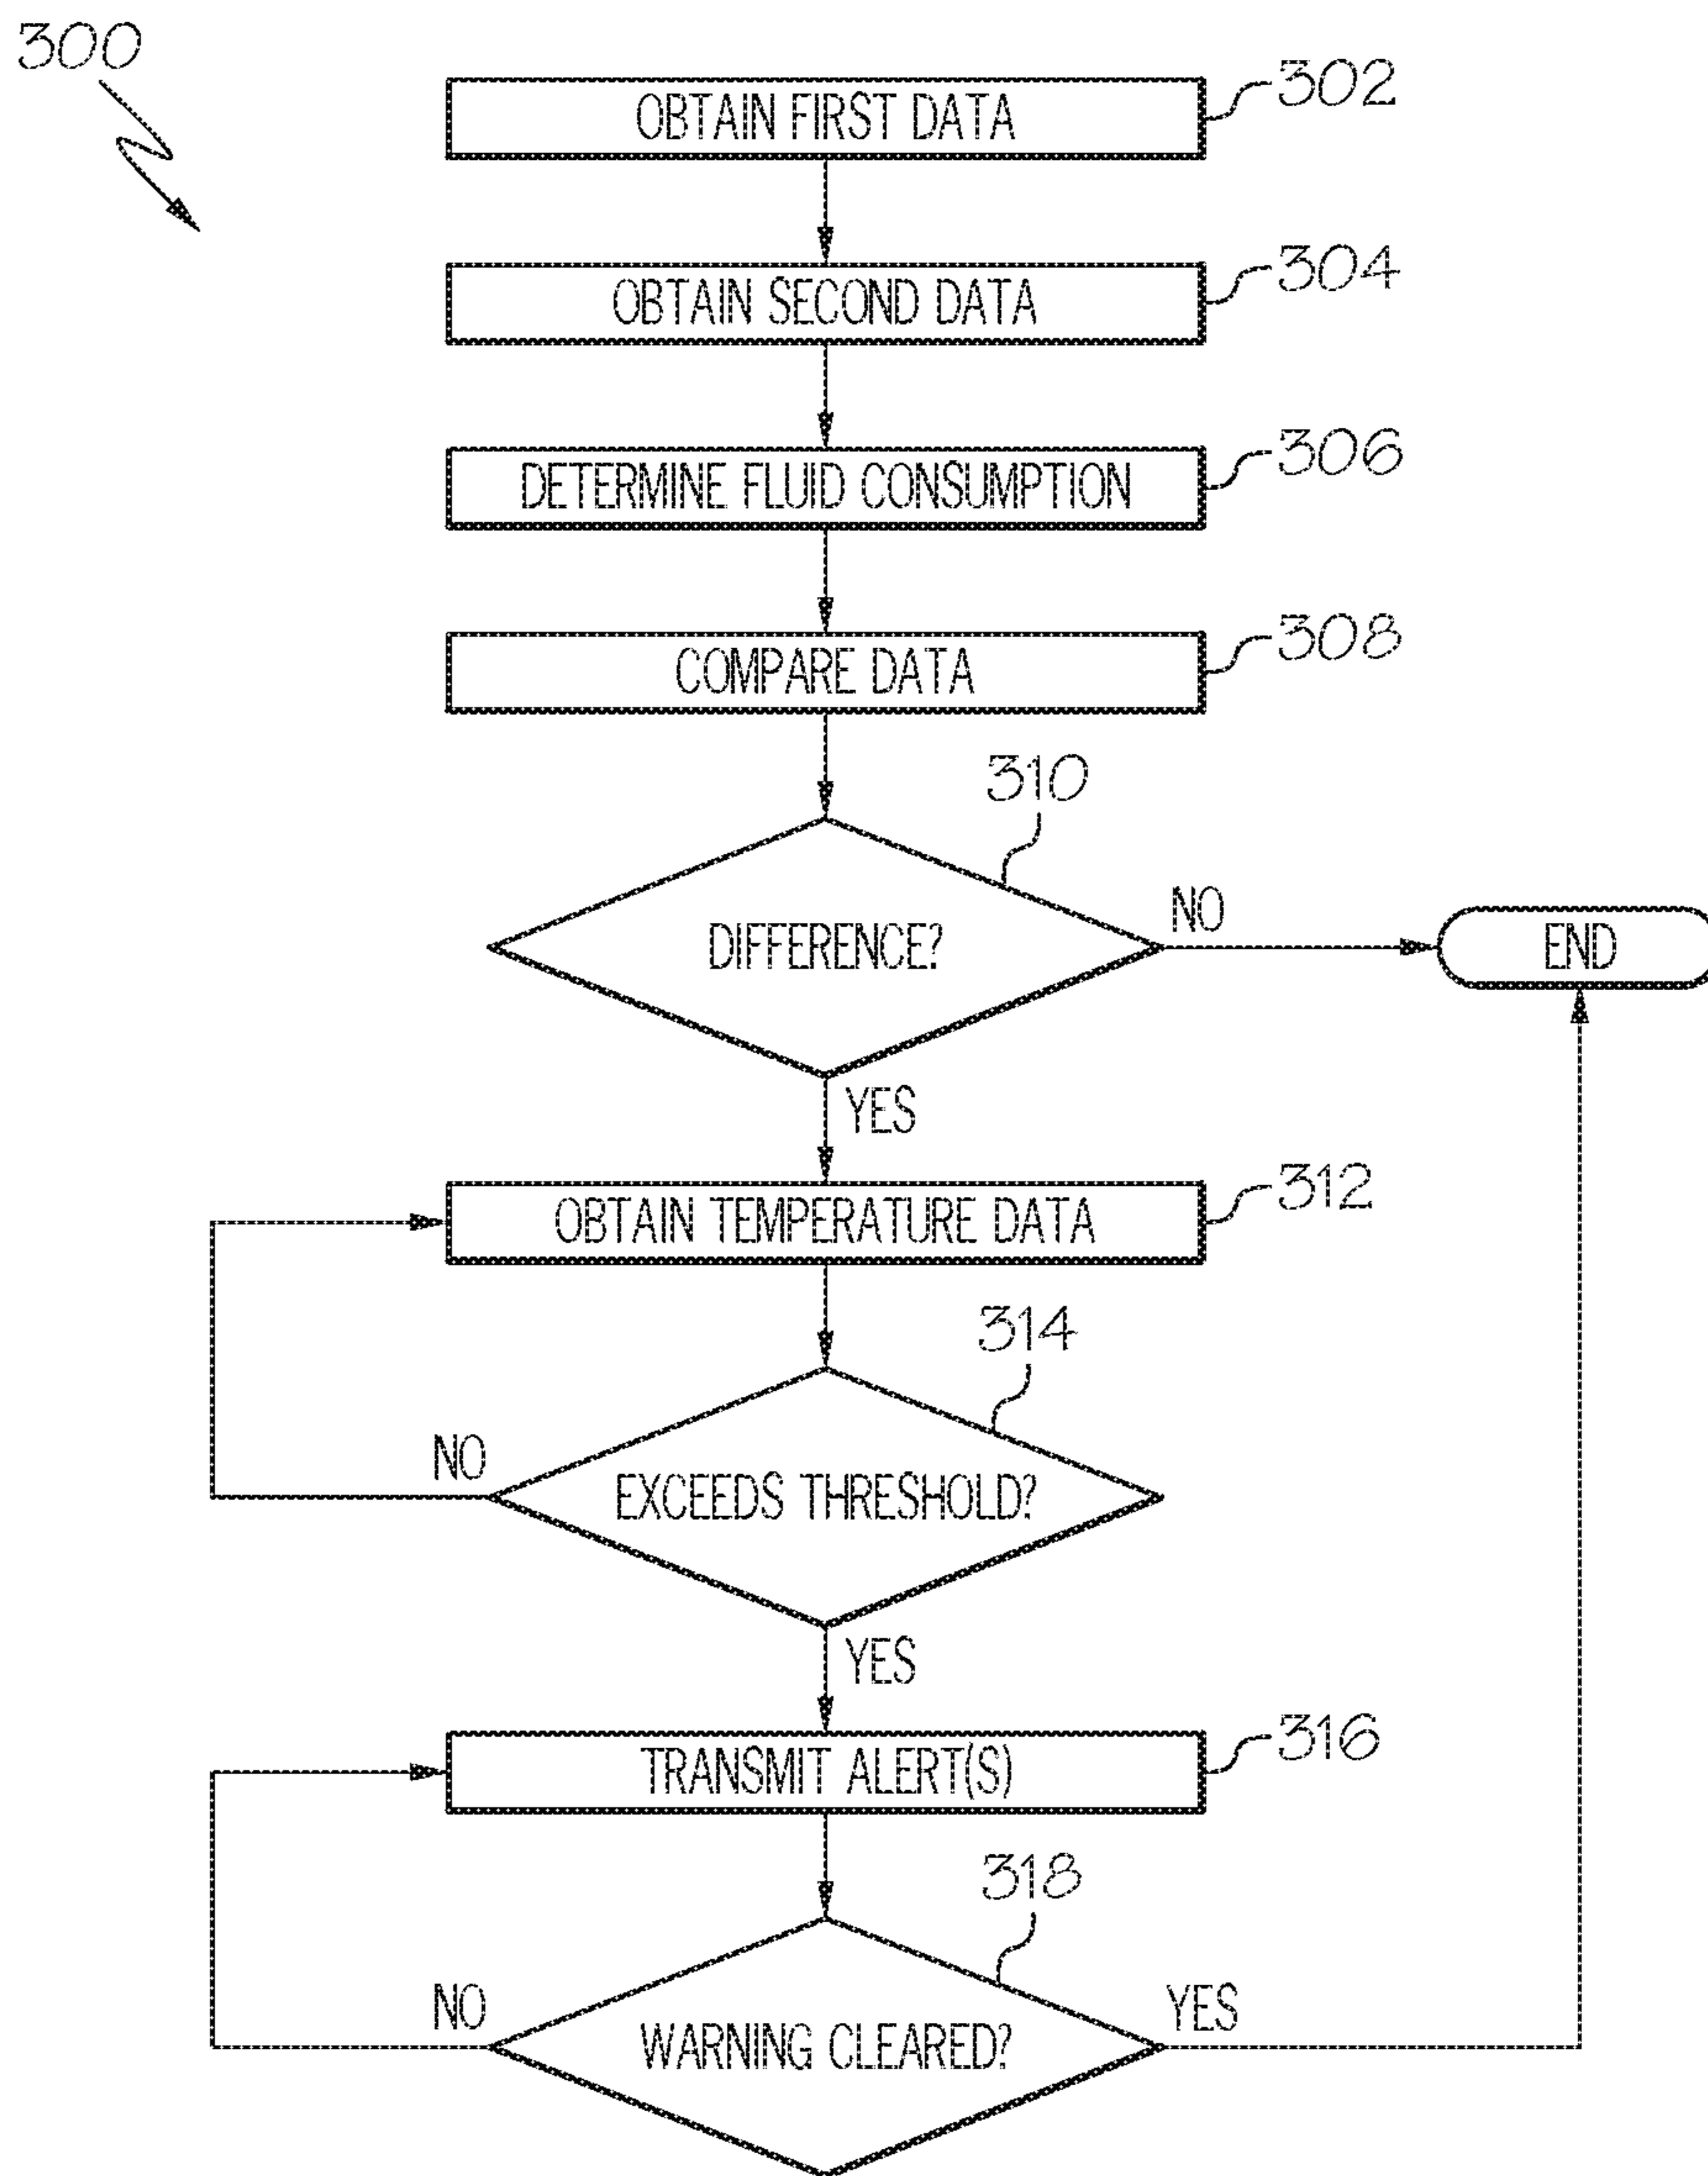 300
OBTAIN FIRST DATA
302
OBTAIN SECOND DATA
304
DETERMINE FLUID CONSUMPTION
306
COMPARE DATA
308
310
DIFFERENCE?
NO
END
YES
OBTAIN TEMPERATURE DATA
312
314
NO
EXCEEDS THRESHOLD?
YES
TRANSMIT ALERT(S)
316
318
NO
WARNING CLEARED?
YES